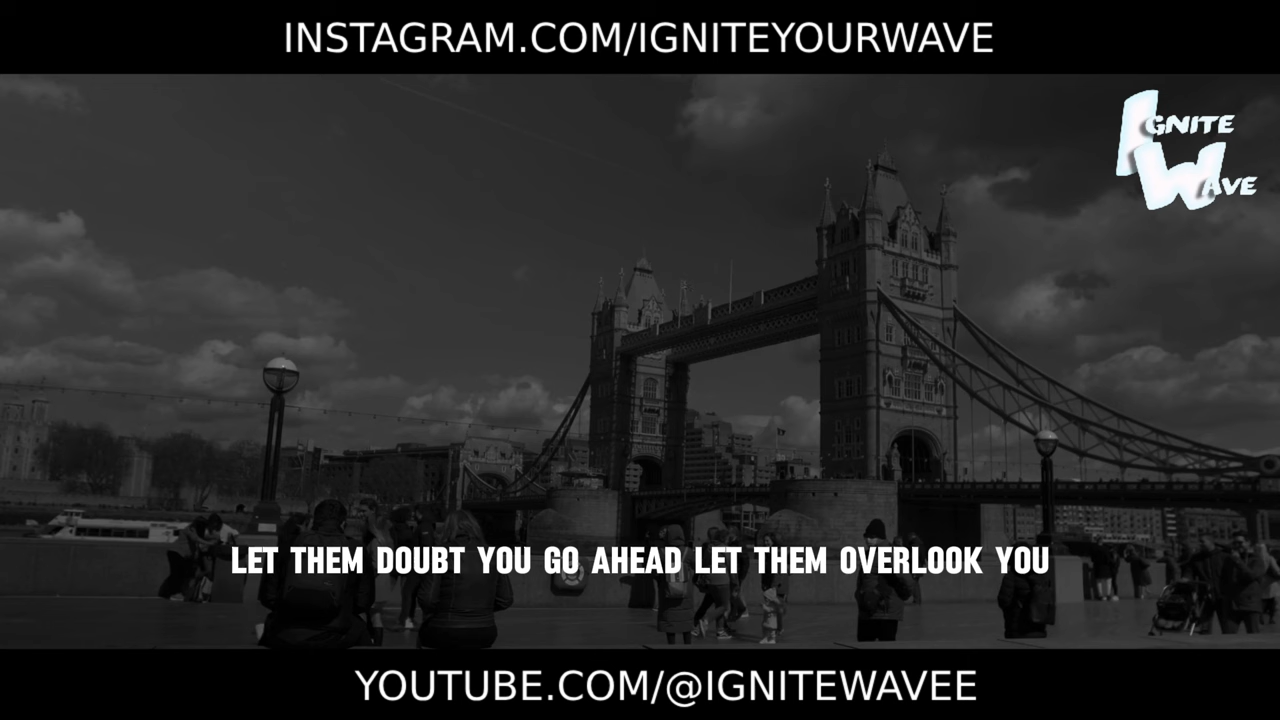 INSTAGRAM.COM/IGNITEYOURWAVE
IGNITE
WAVE
LET THEM DOUBT YOU GO AHEAD LET THEM OVERLOOK YOU
YOUTUBE.COM/@IGNITEWAVEE